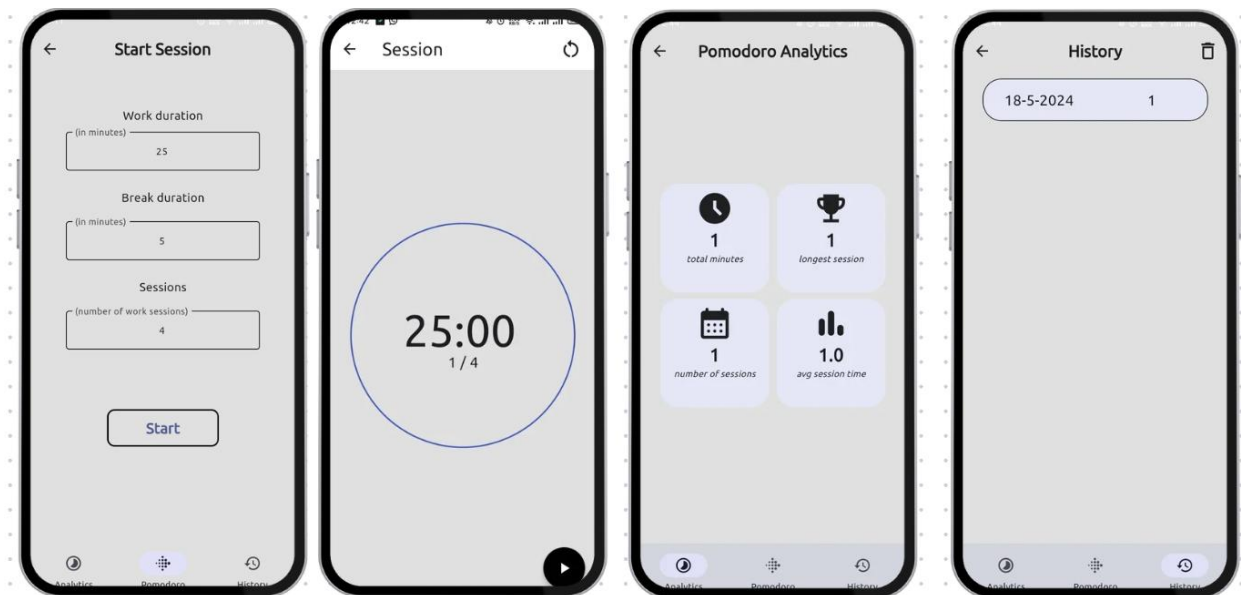 Start Session
Work duration
(in minutes)
25
Break duration
(in minutes)
5
Sessions
(number of work sessions)
4
Start
Analytics Pomodoro History
Session
25:00
1 / 4
Pomodoro Analytics
1
total minutes
1
longest session
1
number of sessions
1.0
avg session time
Analytics Pomodoro History
History
18-5-2024 1
Analytics Pomodoro History